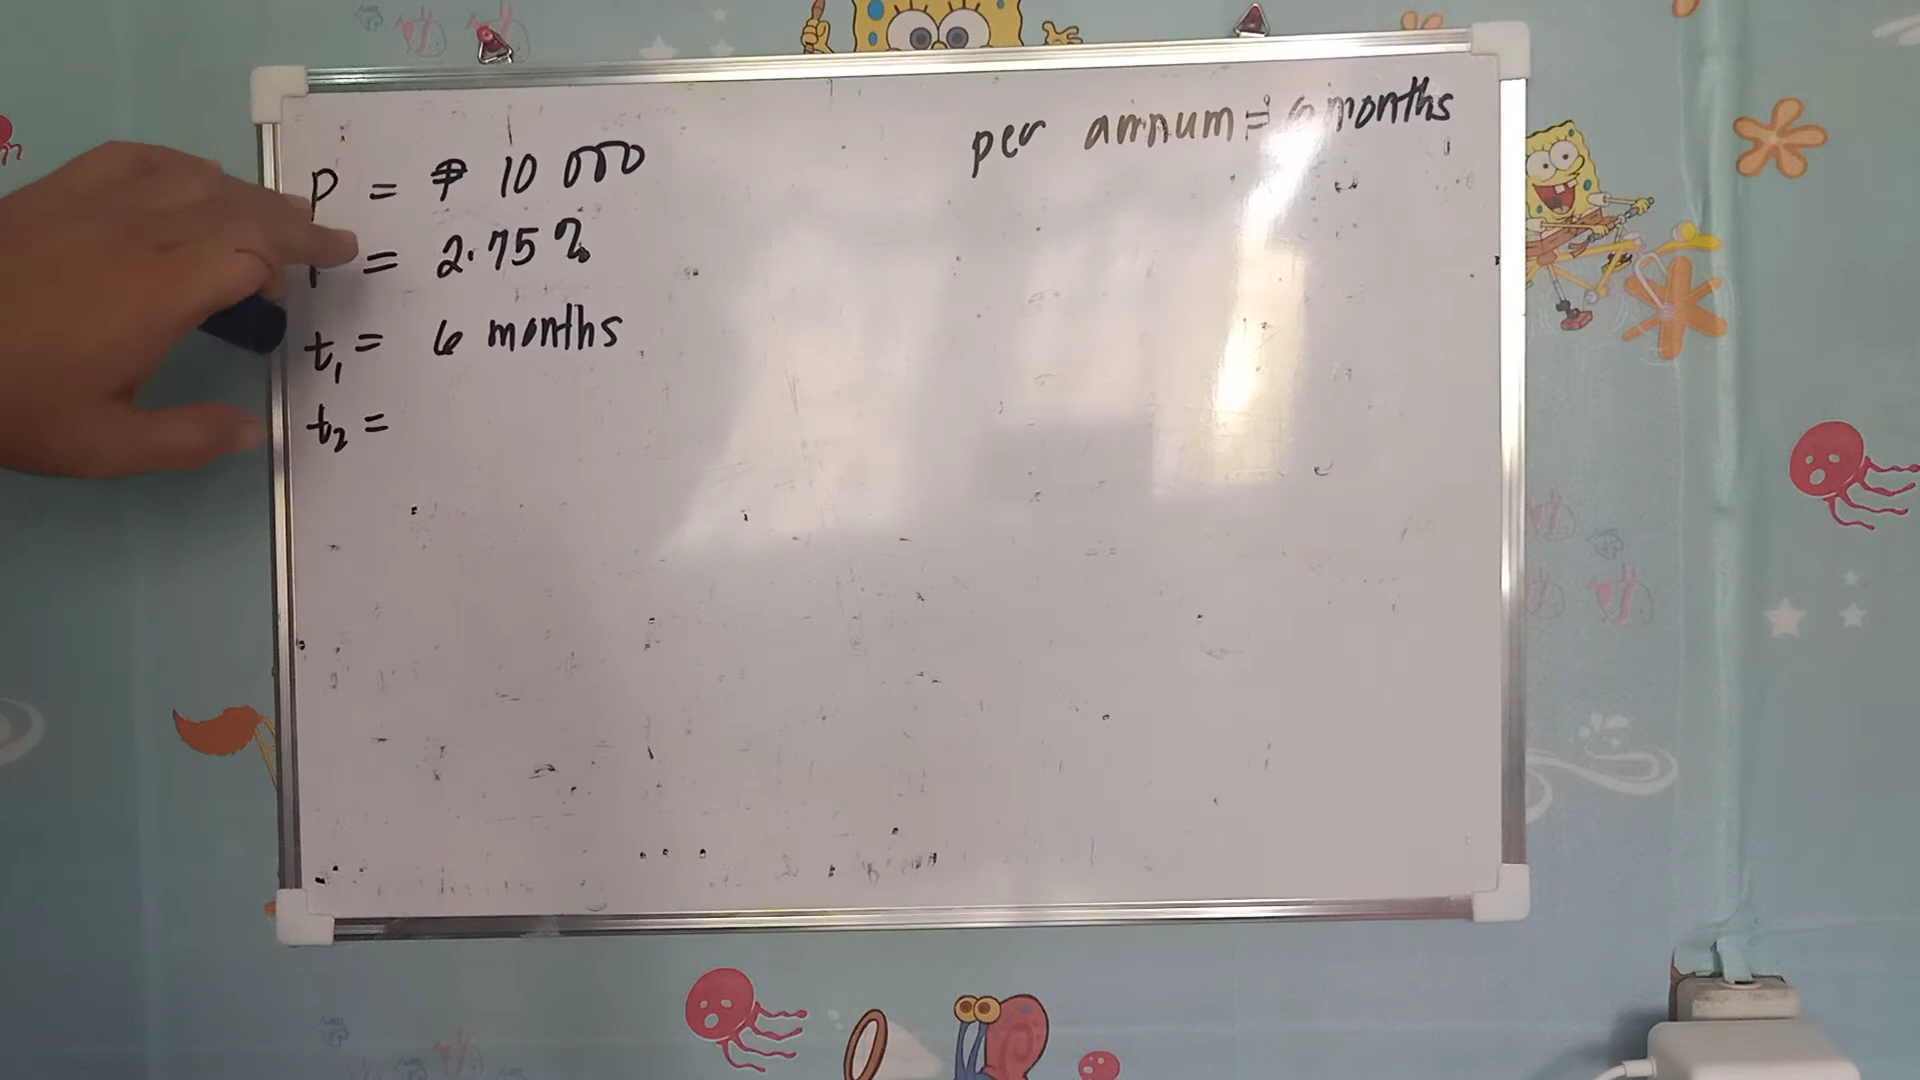 per annum = 6 months
P = ₱ 10 000
= 2.75 %
t₁ = 6 months
t₂ =